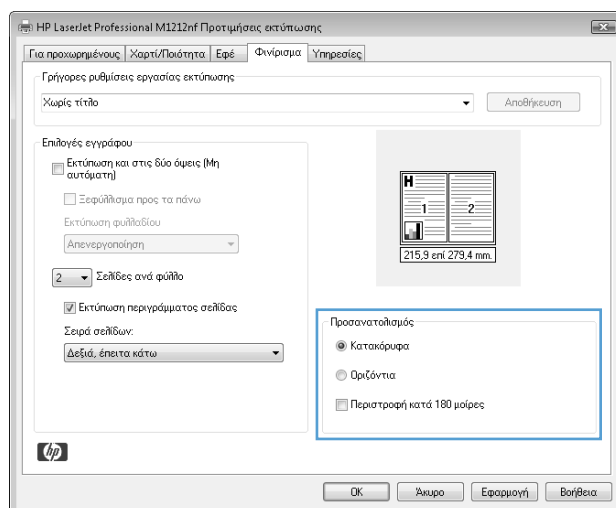 HP LaserJet Professional M1212nf Προτιμήσεις εκτύπωσης
Για προχωρημένους Χαρτί/Ποιότητα Εφέ Φινίρισμα Υπηρεσίες
Γρήγορες ρυθμίσεις εργασίας εκτύπωσης
Χωρίς τίτλο
Αποθήκευση
Επιλογές εγγράφου
Εκτύπωση και στις δύο όψεις (Μη
αυτόματη)
Ξεφύλλισμα προς τα πάνω
Εκτύπωση φυλλαδίου
Απενεργοποίηση
2 Σελίδες ανά φύλλο
Εκτύπωση περιγράμματος σελίδας
Σειρά σελίδων:
Δεξιά, έπειτα κάτω
H
1 2
215,9 επί 279,4 mm.
Προσανατολισμός
Κατακόρυφα
Οριζόντια
Περιστροφή κατά 180 μοίρες
hp
OK Άκυρο Εφαρμογή Βοήθεια